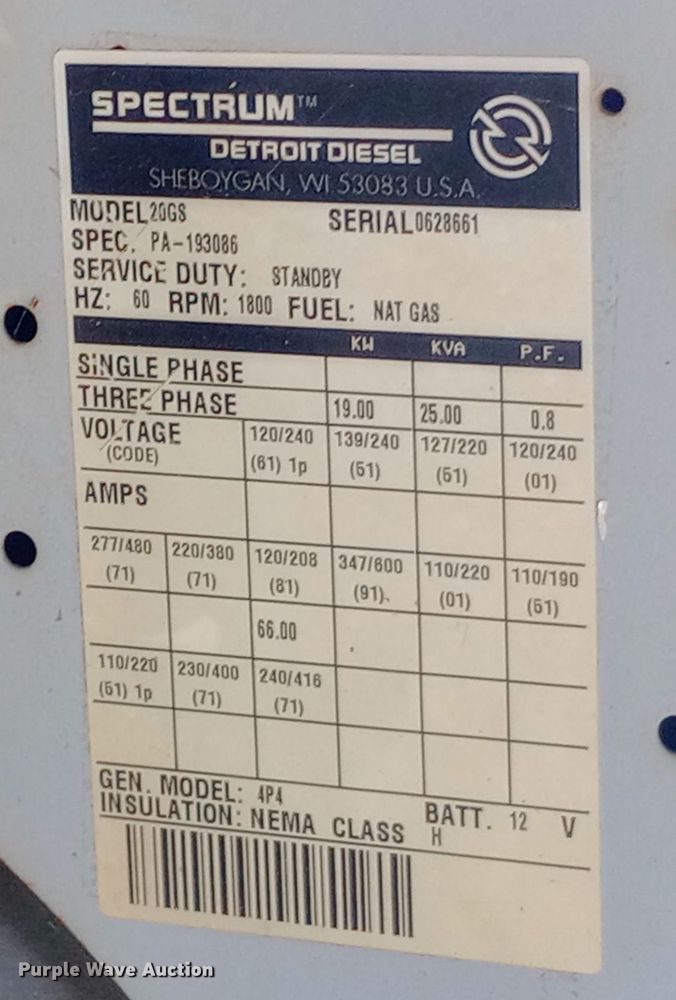 SPECTRUM™
DETROIT DIESEL
SHEBOYGAN, WI 53083 U.S.A.
MODEL 20GS SERIAL 0628661
SPEC. PA-193086
SERVICE DUTY: STANDBY
HZ: 60 RPM: 1800 FUEL: NAT GAS
KW KVA P.F.
SINGLE PHASE
THREE PHASE 19.00 25.00 0.8
VOLTAGE 120/240 139/240 127/220 120/240
(CODE) (61) 1p (51) (51) (01)
AMPS
277/480 220/380 120/208 347/600 110/220 110/190
(71) (71) (81) (91) (01) (61)
66.00
110/220 230/400 240/416
(51) 1p (71) (71)
GEN. MODEL: 4P4 BATT. 12 V
INSULATION: NEMA CLASS H
Purple Wave Auction